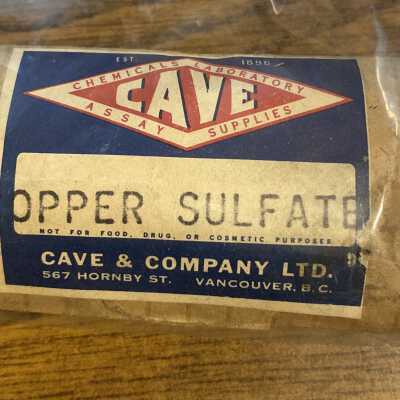 EST. 1896
CHEMICALS LABORATORY
CAVE
ASSAY SUPPLIES
OPPER SULFATE
NOT FOR FOOD, DRUG, OR COSMETIC PURPOSES
CAVE & COMPANY LTD.
567 HORNBY ST. VANCOUVER, B.C.